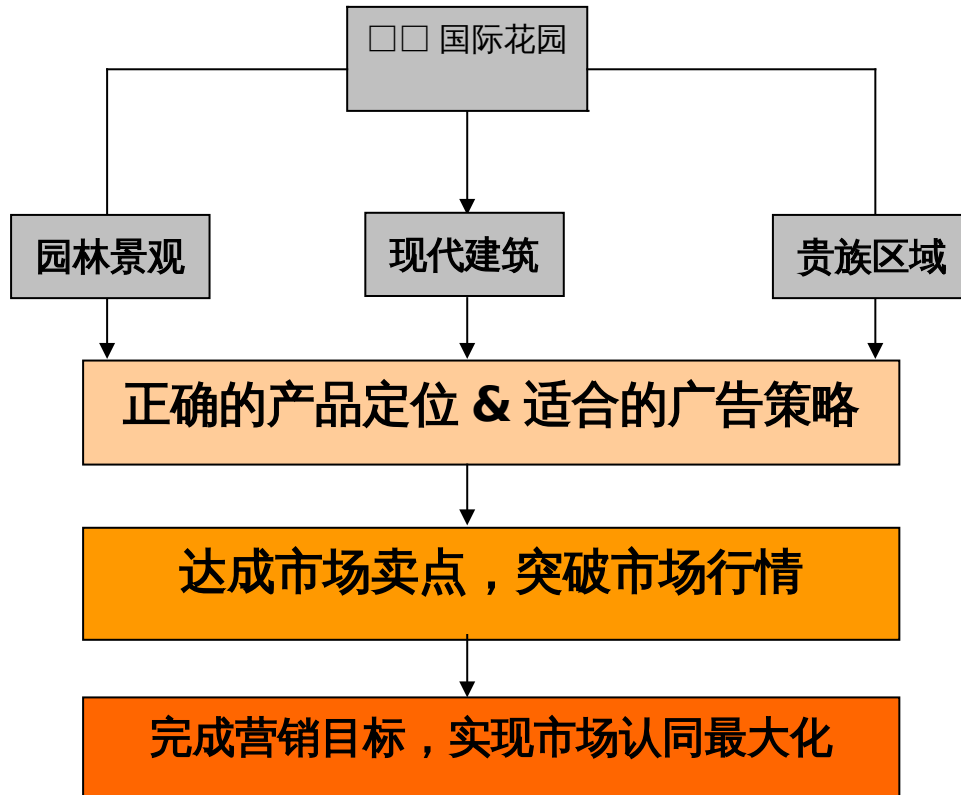 □□ 国际花园
园林景观
现代建筑
贵族区域
正确的产品定位 & 适合的广告策略
达成市场卖点，突破市场行情
完成营销目标，实现市场认同最大化